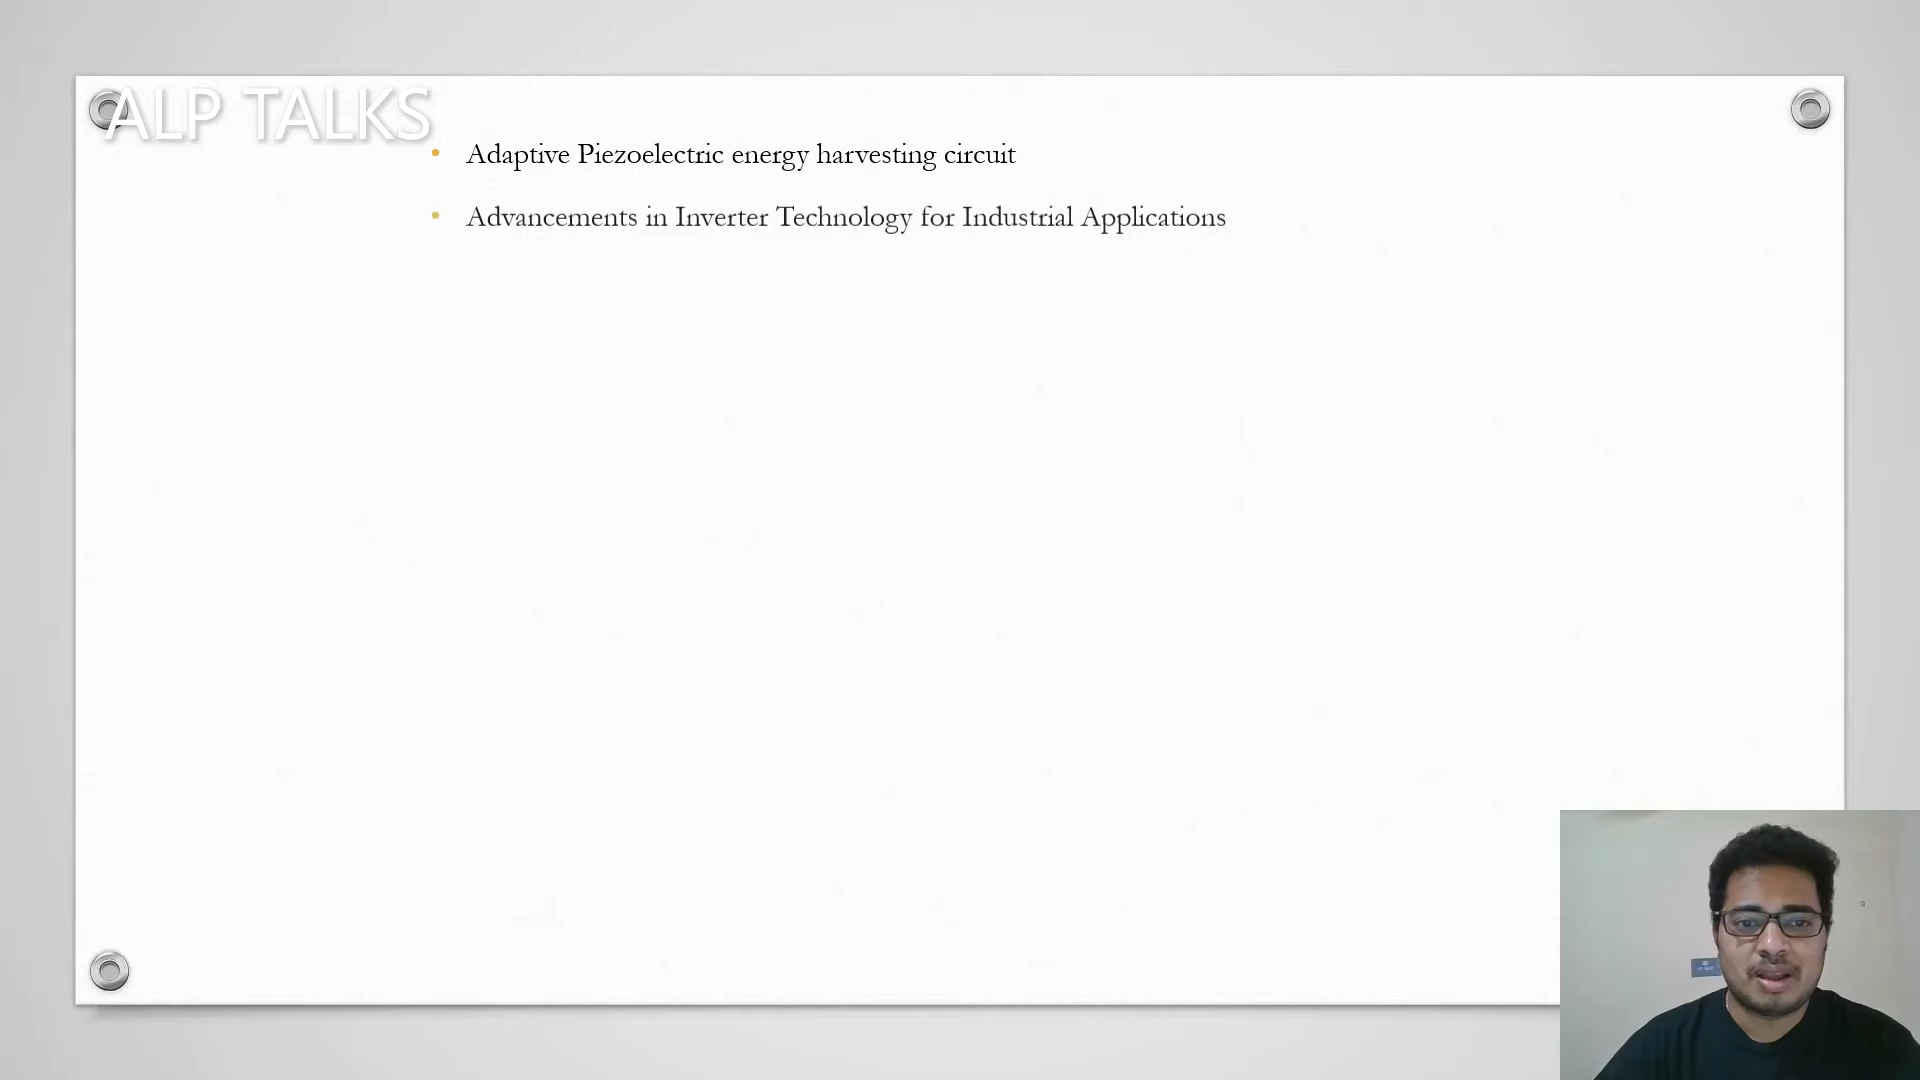 ALP TALKS
• Adaptive Piezoelectric energy harvesting circuit
• Advancements in Inverter Technology for Industrial Applications